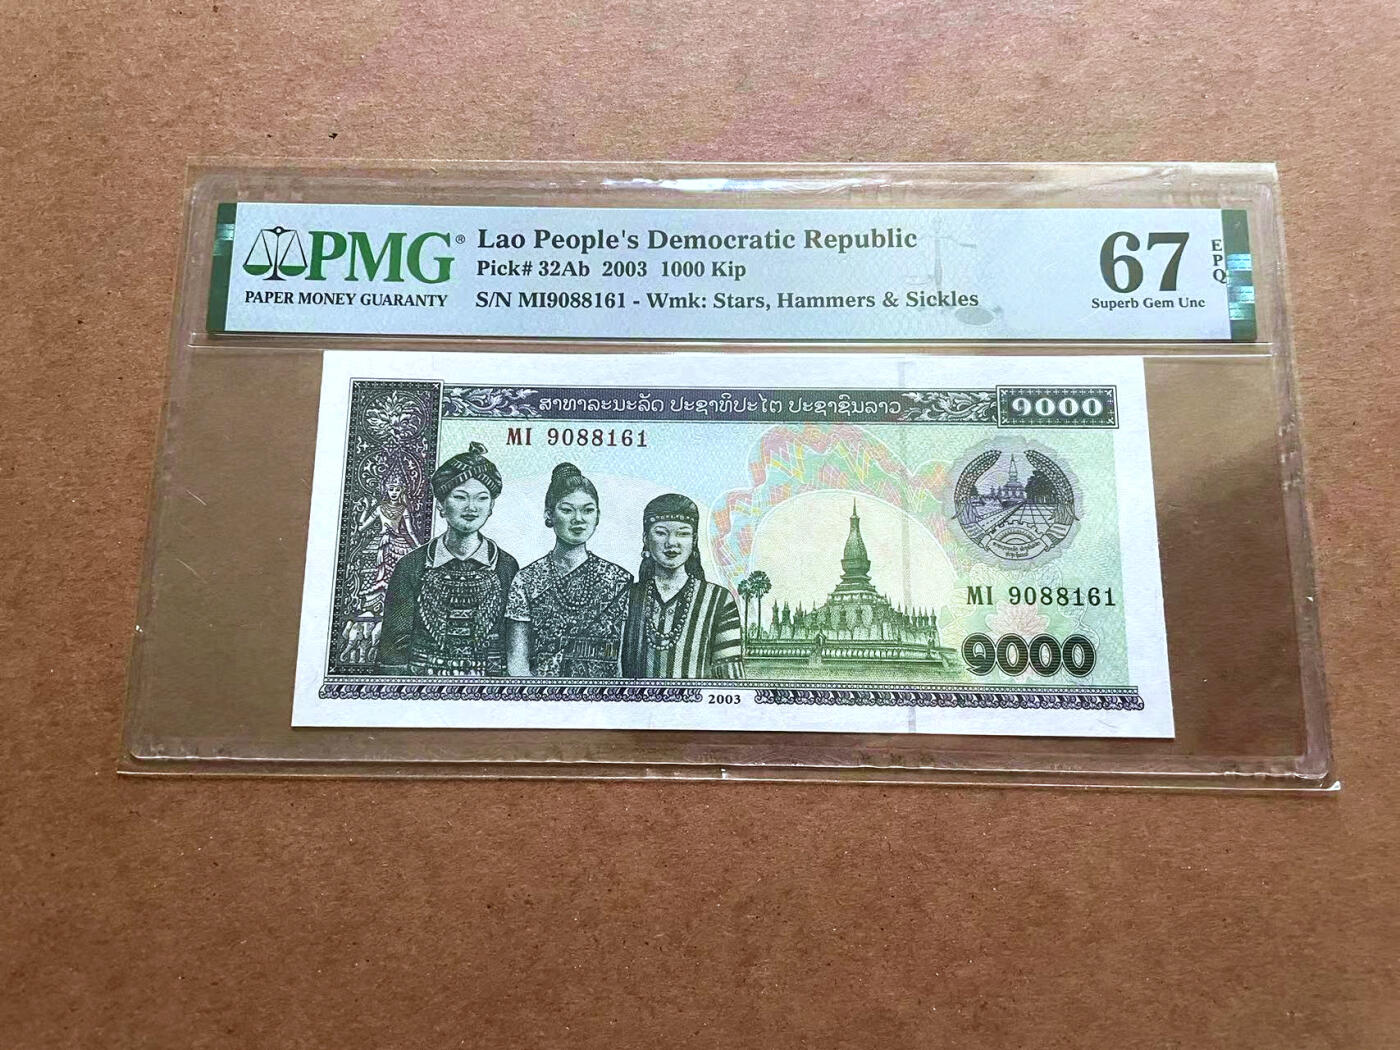 PMG® Lao People's Democratic Republic
Pick# 32Ab 2003 1000 Kip
PAPER MONEY GUARANTY
S/N MI9088161 - Wmk: Stars, Hammers & Sickles
67 EPQ
Superb Gem Unc
ສາທາລະນະລັດ ປະຊາທິປະໄຕ ປະຊາຊົນລາວ
໑໐໐໐
MI 9088161
MI 9088161
໑໐໐໐
2003